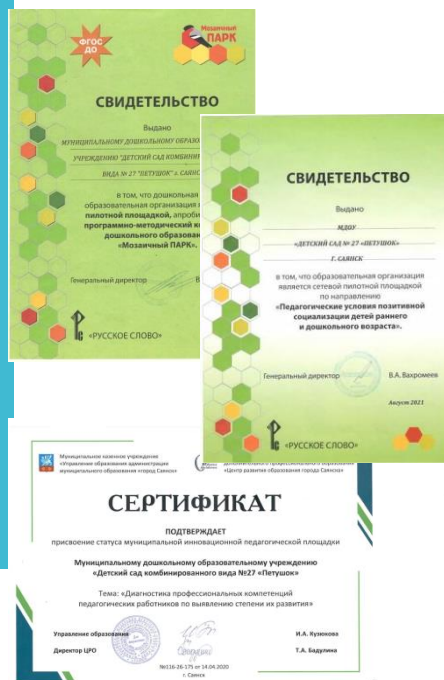 ФГОС
ДО
Мозаичный
ПАРК
СВИДЕТЕЛЬСТВО
Выдано
МУНИЦИПАЛЬНОМУ ДОШКОЛЬНОМУ
УЧРЕЖДЕНИЮ "ДЕТСКИЙ САД
ВИДА № 27 "ПЕТУШОК" г.
в том, что дошкольная
образовательная организация
пилотной площадкой,
программно-методический
дошкольного
«Мозаичный ПАРК».
Генеральный директор
«РУССКОЕ СЛОВО»
СВИДЕТЕЛЬСТВО
Выдано
МДОУ
«ДЕТСКИЙ САД № 27 «ПЕТУШОК»
Г. САЯНСК
в том, что образовательная организация
является сетевой пилотной площадкой
по направлению
«Педагогические условия позитивной
социализации детей раннего
и дошкольного возраста».
Генеральный директор В.А. Вахромеев
Август 2021
«РУССКОЕ СЛОВО»
Муниципальное казенное учреждение
«Управление образования администрации
муниципального образования «город Саянск»
дополнительного профессионального образования
«Центр развития образования города Саянска»
СЕРТИФИКАТ
ПОДТВЕРЖДАЕТ
присвоение статуса муниципальной инновационной педагогической площадки
Муниципальному дошкольному образовательному учреждению
«Детский сад комбинированного вида №27 «Петушок»
Тема: «Диагностика профессиональных компетенций
педагогических работников по выявлению степени их развития»
Управление образования И.А. Кузюкова
Директор ЦРО Т.А. Бадулина
№116-26-175 от 14.04.2020
г. Саянск